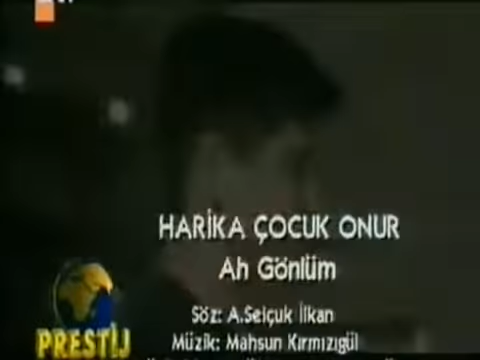 HARİKA ÇOCUK ONUR
Ah Gönlüm
Söz: A.Selçuk İlkan
Müzik: Mahsun Kırmızıgül
PRESTİJ